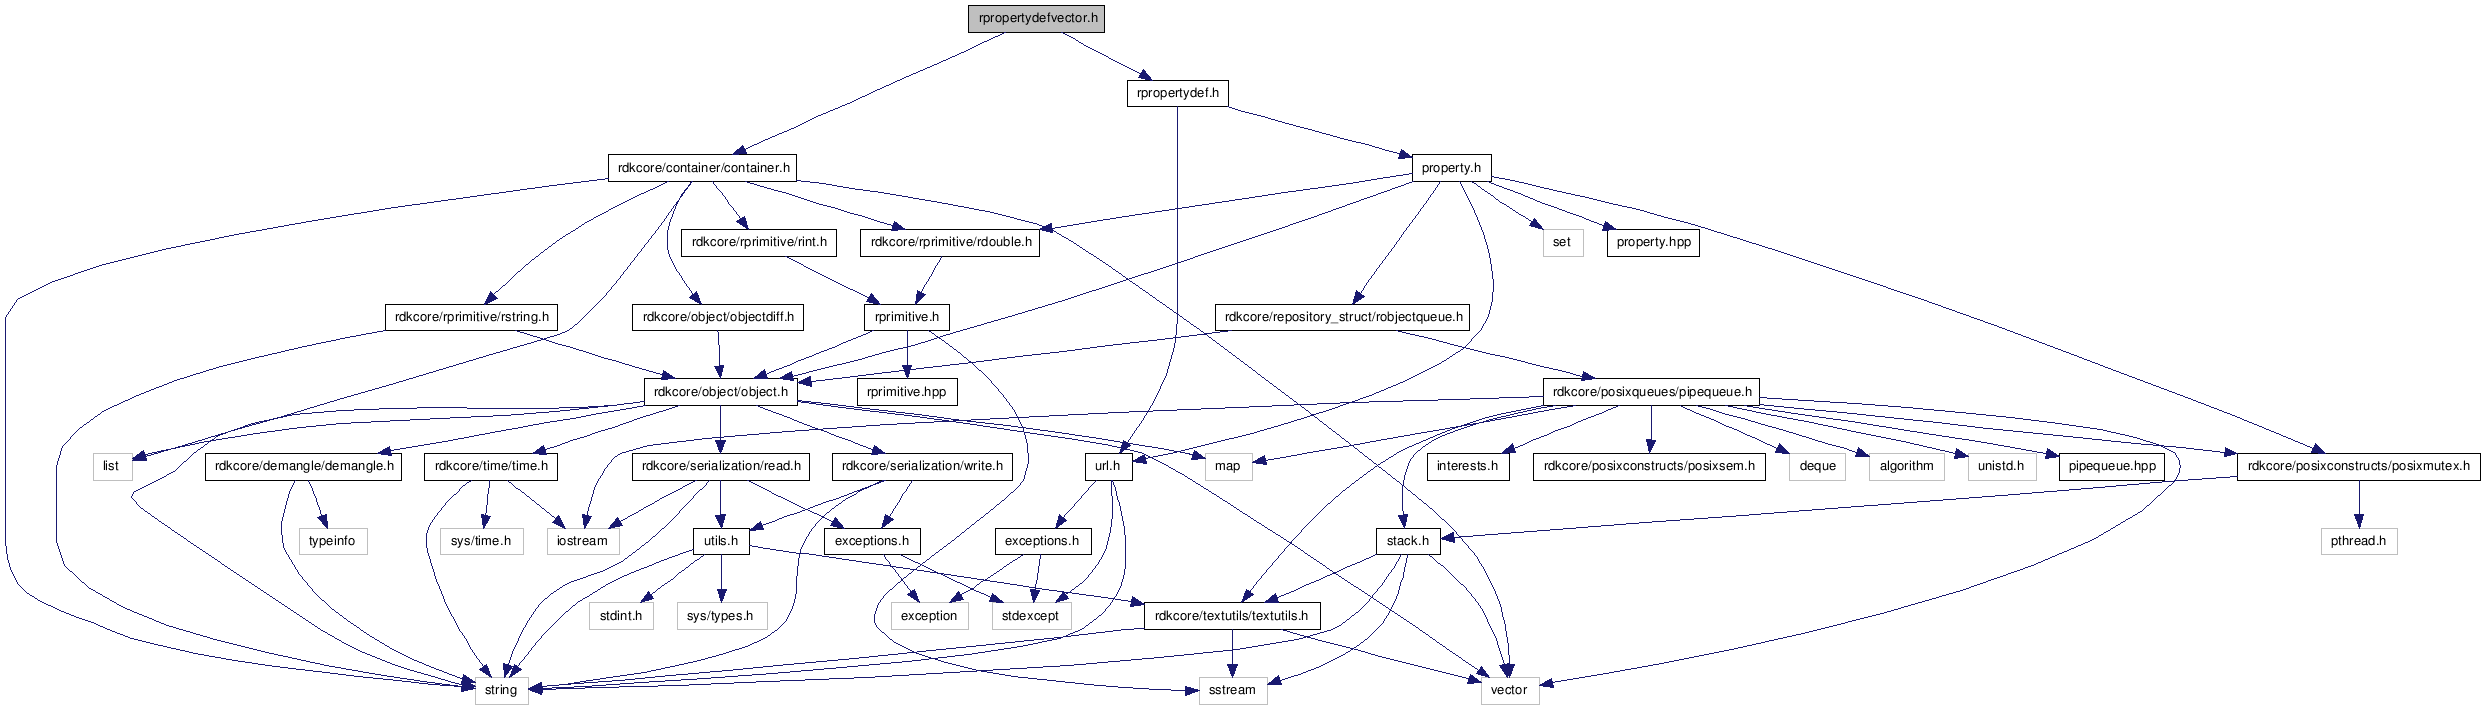 rpropertydefvector.h
rpropertydef.h
rdkcore/container/container.h
property.h
rdkcore/rprimitive/rint.h
rdkcore/rprimitive/rdouble.h
set
property.hpp
rdkcore/rprimitive/rstring.h
rdkcore/object/objectdiff.h
rprimitive.h
rdkcore/repository_struct/robjectqueue.h
rdkcore/object/object.h
rprimitive.hpp
rdkcore/posixqueues/pipequeue.h
list
rdkcore/demangle/demangle.h
rdkcore/time/time.h
rdkcore/serialization/read.h
rdkcore/serialization/write.h
url.h
map
interests.h
rdkcore/posixconstructs/posixsem.h
deque
algorithm
unistd.h
pipequeue.hpp
rdkcore/posixconstructs/posixmutex.h
typeinfo
sys/time.h
iostream
utils.h
exceptions.h
exceptions.h
stack.h
pthread.h
stdint.h
sys/types.h
exception
stdexcept
rdkcore/textutils/textutils.h
string
sstream
vector